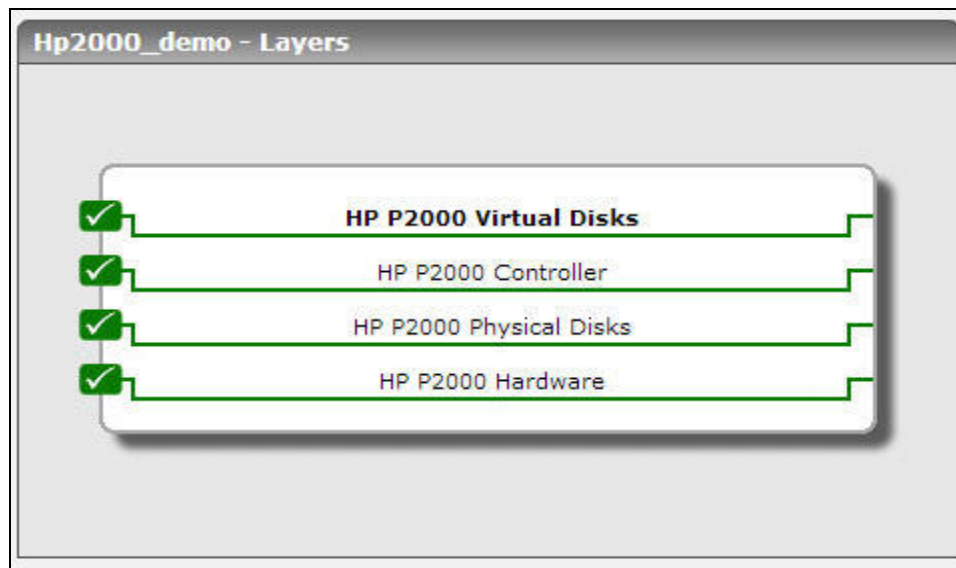 Hp2000_demo - Layers
HP P2000 Virtual Disks
HP P2000 Controller
HP P2000 Physical Disks
HP P2000 Hardware